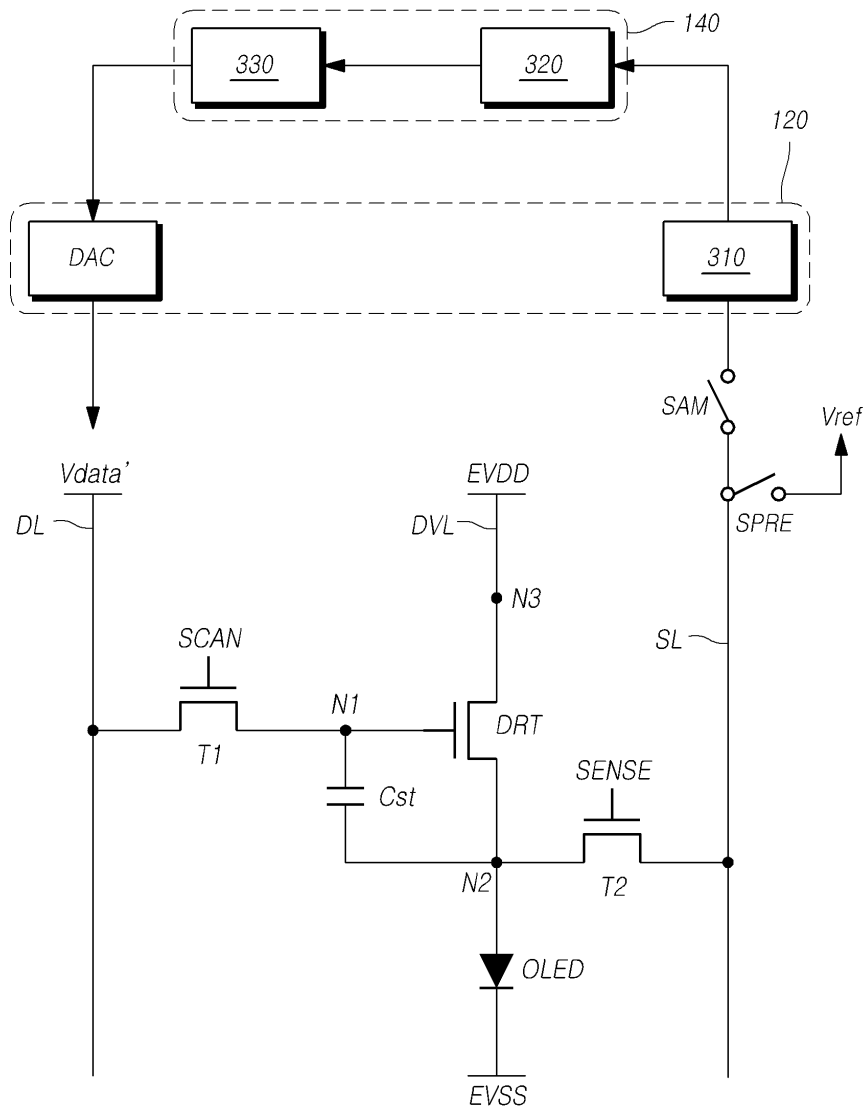 140
330
320
120
DAC
310
SAM
Vref
Vdata'
EVDD
SPRE
DL
DVL
N3
SCAN
SL
N1
DRT
T1
SENSE
Cst
N2
T2
OLED
EVSS